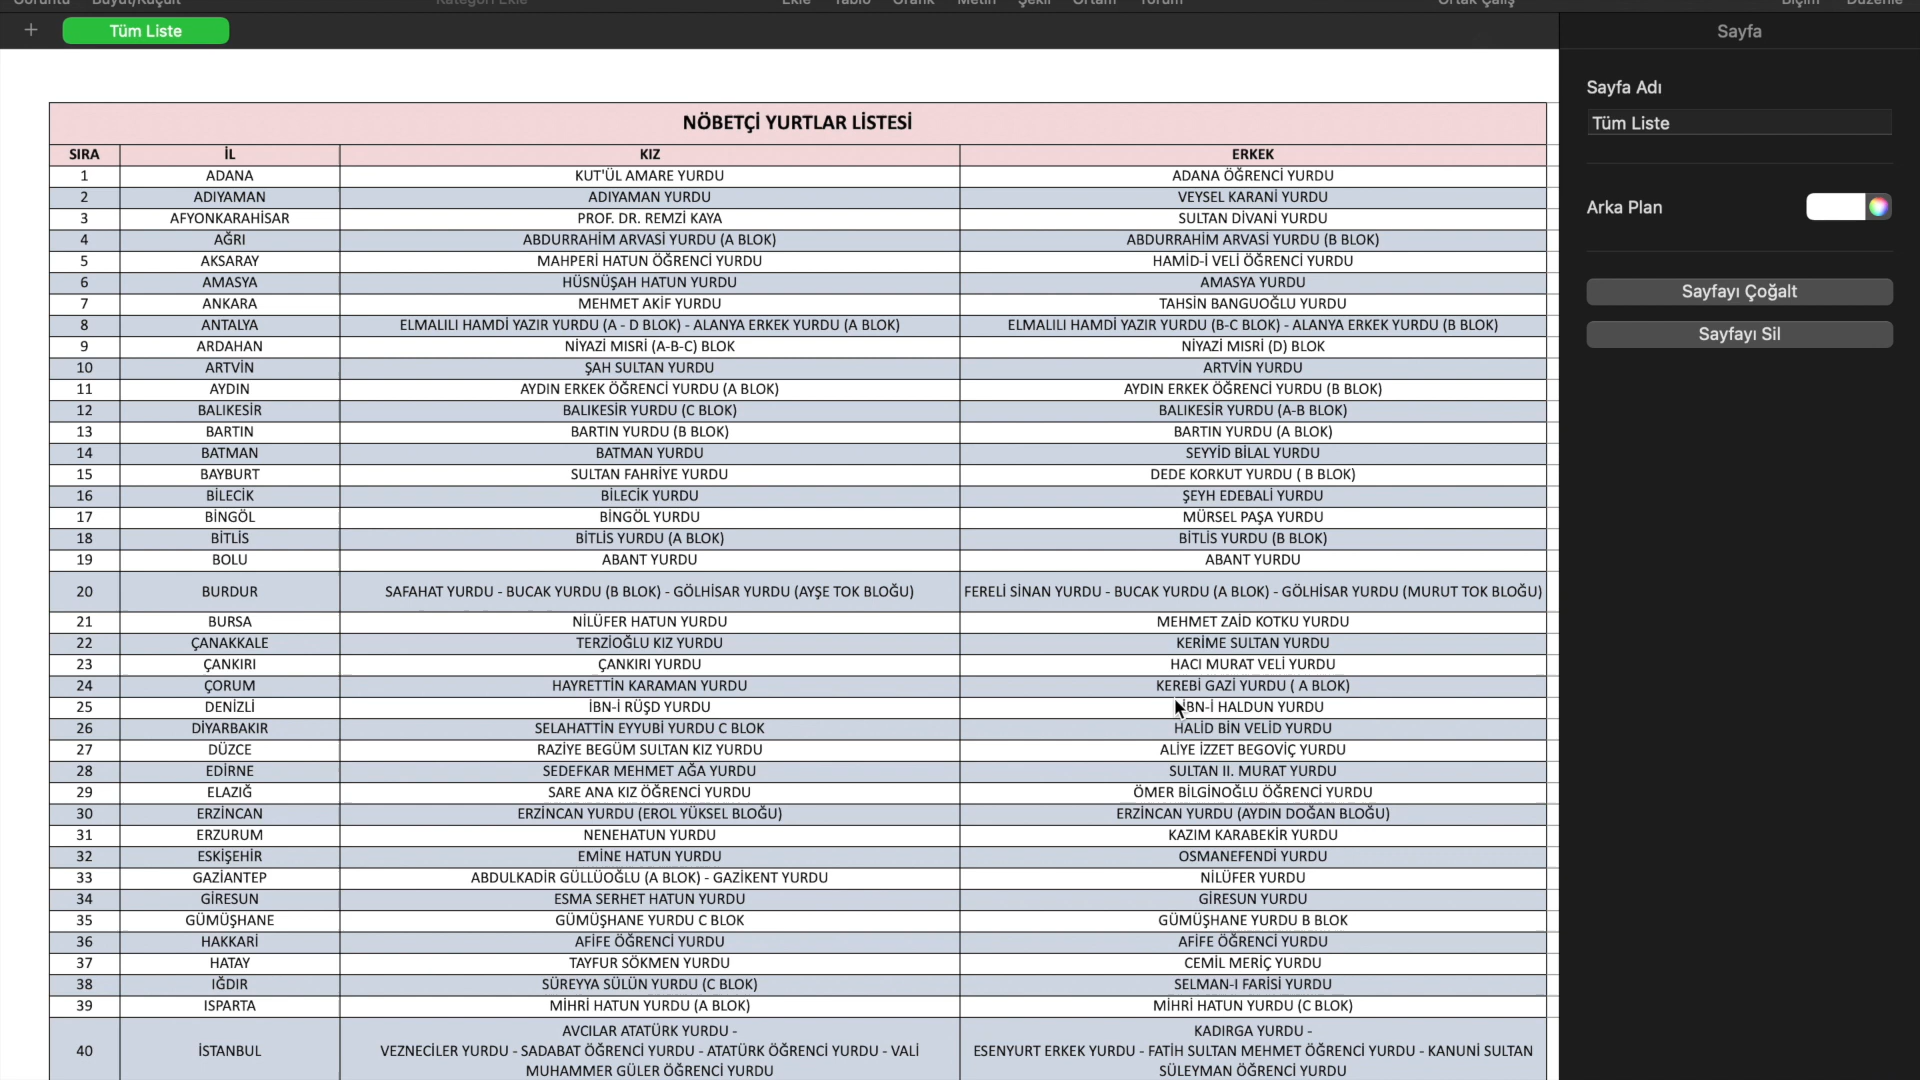 Görüntü Büyüt/Küçült Kategori Ekle Ekle Tablo Grafik Metin Şekil Ortam Yorum Ortak Çalış Biçim Düzenle
+ Tüm Liste Sayfa
Sayfa Adı
Tüm Liste
Arka Plan
Sayfayı Çoğalt
Sayfayı Sil
NÖBETÇİ YURTLAR LİSTESİ
SIRA İL KIZ ERKEK
1 ADANA KUT'ÜL AMARE YURDU ADANA ÖĞRENCİ YURDU
2 ADIYAMAN ADIYAMAN YURDU VEYSEL KARANİ YURDU
3 AFYONKARAHİSAR PROF. DR. REMZİ KAYA SULTAN DİVANİ YURDU
4 AĞRI ABDURRAHİM ARVASİ YURDU (A BLOK) ABDURRAHİM ARVASİ YURDU (B BLOK)
5 AKSARAY MAHPERİ HATUN ÖĞRENCİ YURDU HAMİD-İ VELİ ÖĞRENCİ YURDU
6 AMASYA HÜSNÜŞAH HATUN YURDU AMASYA YURDU
7 ANKARA MEHMET AKİF YURDU TAHSİN BANGUOĞLU YURDU
8 ANTALYA ELMALILI HAMDİ YAZIR YURDU (A - D BLOK) - ALANYA ERKEK YURDU (A BLOK) ELMALILI HAMDİ YAZIR YURDU (B-C BLOK) - ALANYA ERKEK YURDU (B BLOK)
9 ARDAHAN NİYAZİ MISRİ (A-B-C) BLOK NİYAZİ MISRİ (D) BLOK
10 ARTVİN ŞAH SULTAN YURDU ARTVİN YURDU
11 AYDIN AYDIN ERKEK ÖĞRENCİ YURDU (A BLOK) AYDIN ERKEK ÖĞRENCİ YURDU (B BLOK)
12 BALIKESİR BALIKESİR YURDU (C BLOK) BALIKESİR YURDU (A-B BLOK)
13 BARTIN BARTIN YURDU (B BLOK) BARTIN YURDU (A BLOK)
14 BATMAN BATMAN YURDU SEYYİD BİLAL YURDU
15 BAYBURT SULTAN FAHRİYE YURDU DEDE KORKUT YURDU ( B BLOK)
16 BİLECİK BİLECİK YURDU ŞEYH EDEBALİ YURDU
17 BİNGÖL BİNGÖL YURDU MÜRSEL PAŞA YURDU
18 BİTLİS BİTLİS YURDU (A BLOK) BİTLİS YURDU (B BLOK)
19 BOLU ABANT YURDU ABANT YURDU
20 BURDUR SAFAHAT YURDU - BUCAK YURDU (B BLOK) - GÖLHİSAR YURDU (AYŞE TOK BLOĞU) FERELİ SİNAN YURDU - BUCAK YURDU (A BLOK) - GÖLHİSAR YURDU (MURUT TOK BLOĞU)
21 BURSA NİLÜFER HATUN YURDU MEHMET ZAİD KOTKU YURDU
22 ÇANAKKALE TERZİOĞLU KIZ YURDU KERİME SULTAN YURDU
23 ÇANKIRI ÇANKIRI YURDU HACI MURAT VELİ YURDU
24 ÇORUM HAYRETTİN KARAMAN YURDU KEREBİ GAZİ YURDU ( A BLOK)
25 DENİZLİ İBN-İ RÜŞD YURDU İBN-İ HALDUN YURDU
26 DİYARBAKIR SELAHATTİN EYYUBİ YURDU C BLOK HALİD BİN VELİD YURDU
27 DÜZCE RAZİYE BEGÜM SULTAN KIZ YURDU ALİYE İZZET BEGOVİÇ YURDU
28 EDİRNE SEDEFKAR MEHMET AĞA YURDU SULTAN II. MURAT YURDU
29 ELAZIĞ SARE ANA KIZ ÖĞRENCİ YURDU ÖMER BİLGİNOĞLU ÖĞRENCİ YURDU
30 ERZİNCAN ERZİNCAN YURDU (EROL YÜKSEL BLOĞU) ERZİNCAN YURDU (AYDIN DOĞAN BLOĞU)
31 ERZURUM NENEHATUN YURDU KAZIM KARABEKİR YURDU
32 ESKİŞEHİR EMİNE HATUN YURDU OSMANEFENDİ YURDU
33 GAZİANTEP ABDULKADİR GÜLLÜOĞLU (A BLOK) - GAZİKENT YURDU NİLÜFER YURDU
34 GİRESUN ESMA SERHET HATUN YURDU GİRESUN YURDU
35 GÜMÜŞHANE GÜMÜŞHANE YURDU C BLOK GÜMÜŞHANE YURDU B BLOK
36 HAKKARİ AFİFE ÖĞRENCİ YURDU AFİFE ÖĞRENCİ YURDU
37 HATAY TAYFUR SÖKMEN YURDU CEMİL MERİÇ YURDU
38 IĞDIR SÜREYYA SÜLÜN YURDU (C BLOK) SELMAN-I FARİSİ YURDU
39 ISPARTA MİHRİ HATUN YURDU (A BLOK) MİHRİ HATUN YURDU (C BLOK)
40 İSTANBUL
AVCILAR ATATÜRK YURDU -
VEZNECİLER YURDU - SADABAT ÖĞRENCİ YURDU - ATATÜRK ÖĞRENCİ YURDU - VALİ
MUHAMMER GÜLER ÖĞRENCİ YURDU
KADIRGA YURDU -
ESENYURT ERKEK YURDU - FATİH SULTAN MEHMET ÖĞRENCİ YURDU - KANUNİ SULTAN
SÜLEYMAN ÖĞRENCİ YURDU